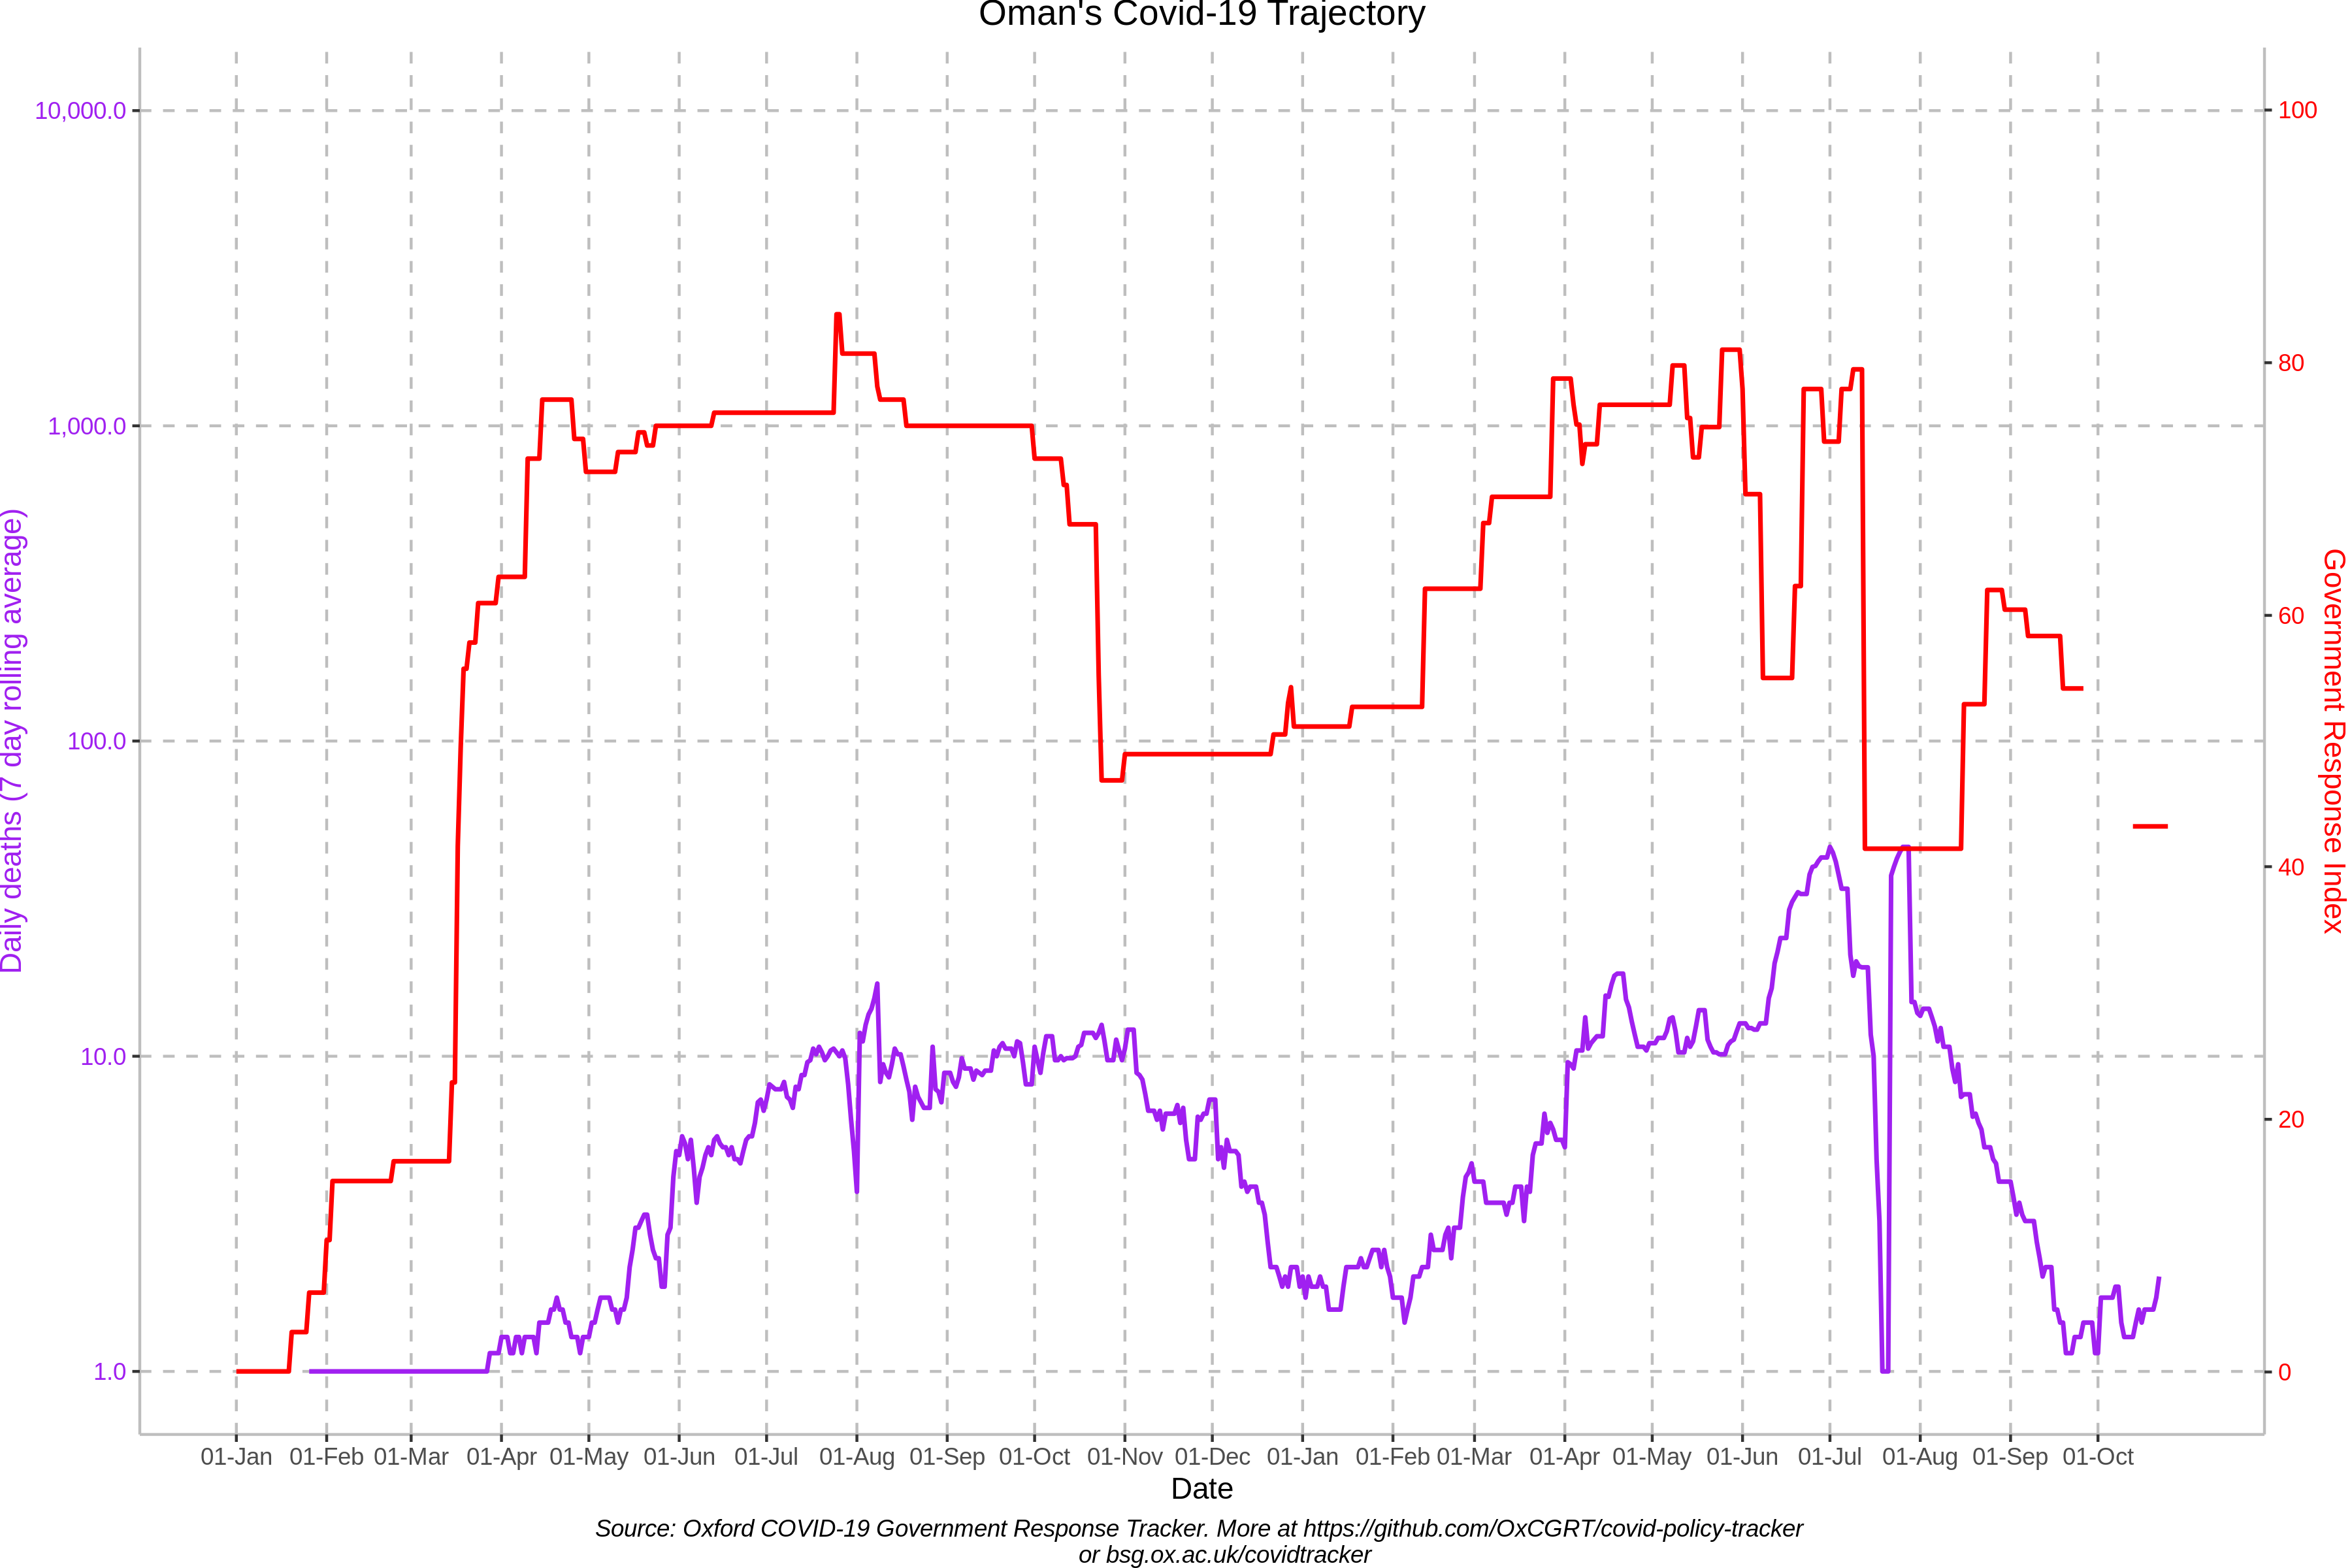 Oman's Covid-19 Trajectory
10,000.0
1,000.0
100.0
10.0
1.0
Daily deaths (7 day rolling average)
100
80
60
40
20
0
Government Response Index
01-Jan 01-Feb 01-Mar 01-Apr 01-May 01-Jun 01-Jul 01-Aug 01-Sep 01-Oct 01-Nov 01-Dec 01-Jan 01-Feb 01-Mar 01-Apr 01-May 01-Jun 01-Jul 01-Aug 01-Sep 01-Oct
Date
Source: Oxford COVID-19 Government Response Tracker. More at https://github.com/OxCGRT/covid-policy-tracker
or bsg.ox.ac.uk/covidtracker